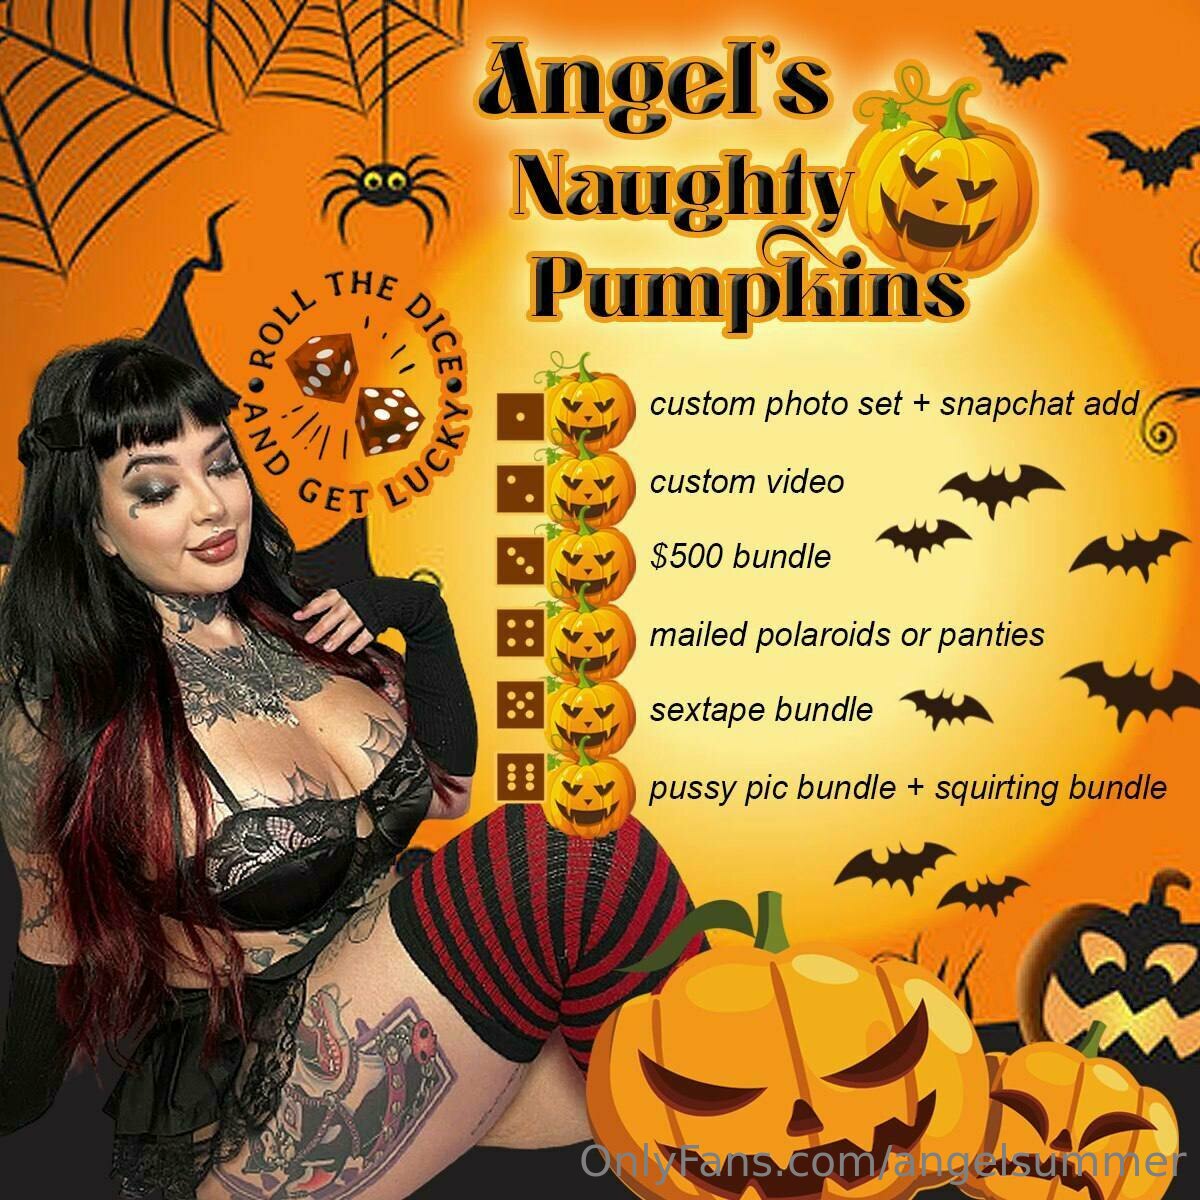 Angel's
Naughty
Pumpkins
ROLL THE DICE
AND GET LUCKY
custom photo set + snapchat add
custom video
$500 bundle
mailed polaroids or panties
sextape bundle
pussy pic bundle + squirting bundle
OnlyFans.com/angelsummer